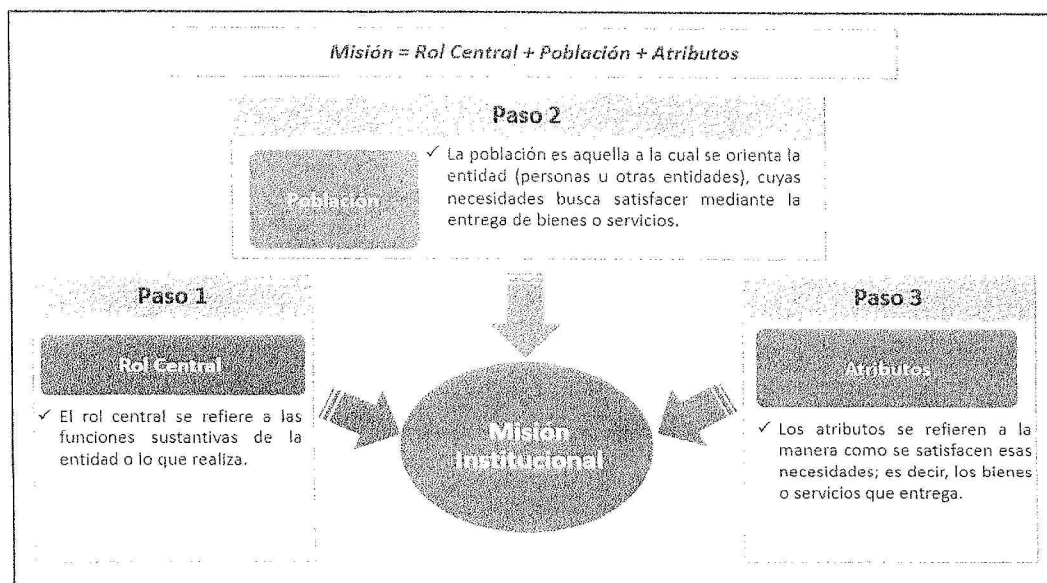 Misión = Rol Central + Población + Atributos
Paso 2
Población
✓ La población es aquella a la cual se orienta la
entidad (personas u otras entidades), cuyas
necesidades busca satisfacer mediante la
entrega de bienes o servicios.
Paso 1
Rol Central
✓ El rol central se refiere a las
funciones sustantivas de la
entidad o lo que realiza.
Misión
Institucional
Paso 3
Atributos
✓ Los atributos se refieren a la
manera como se satisfacen esas
necesidades; es decir, los bienes
o servicios que entrega.